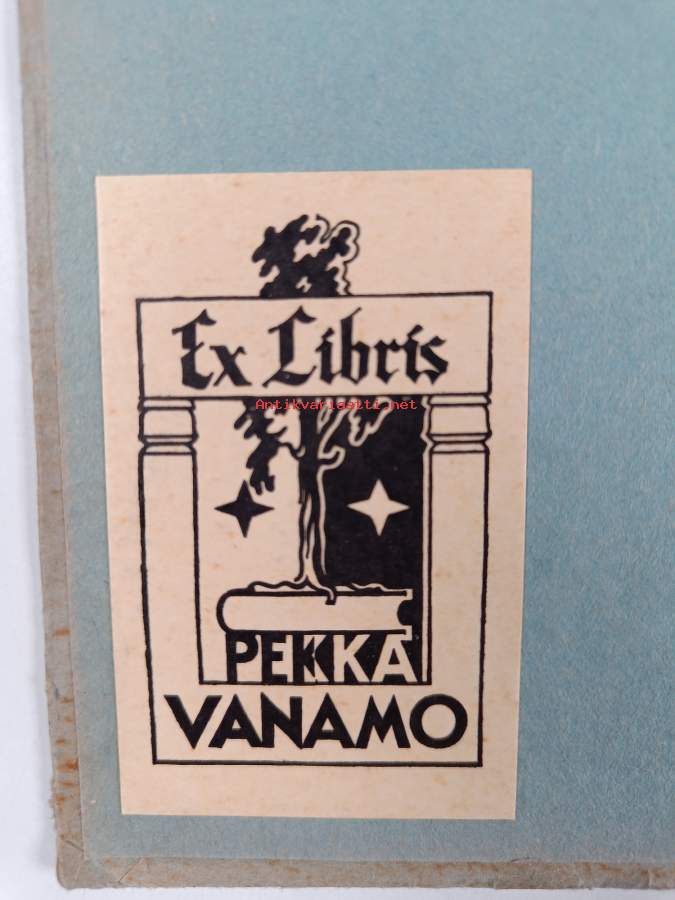 Ex Libris
Antikvariaatti.net
PEKKA
VANAMO